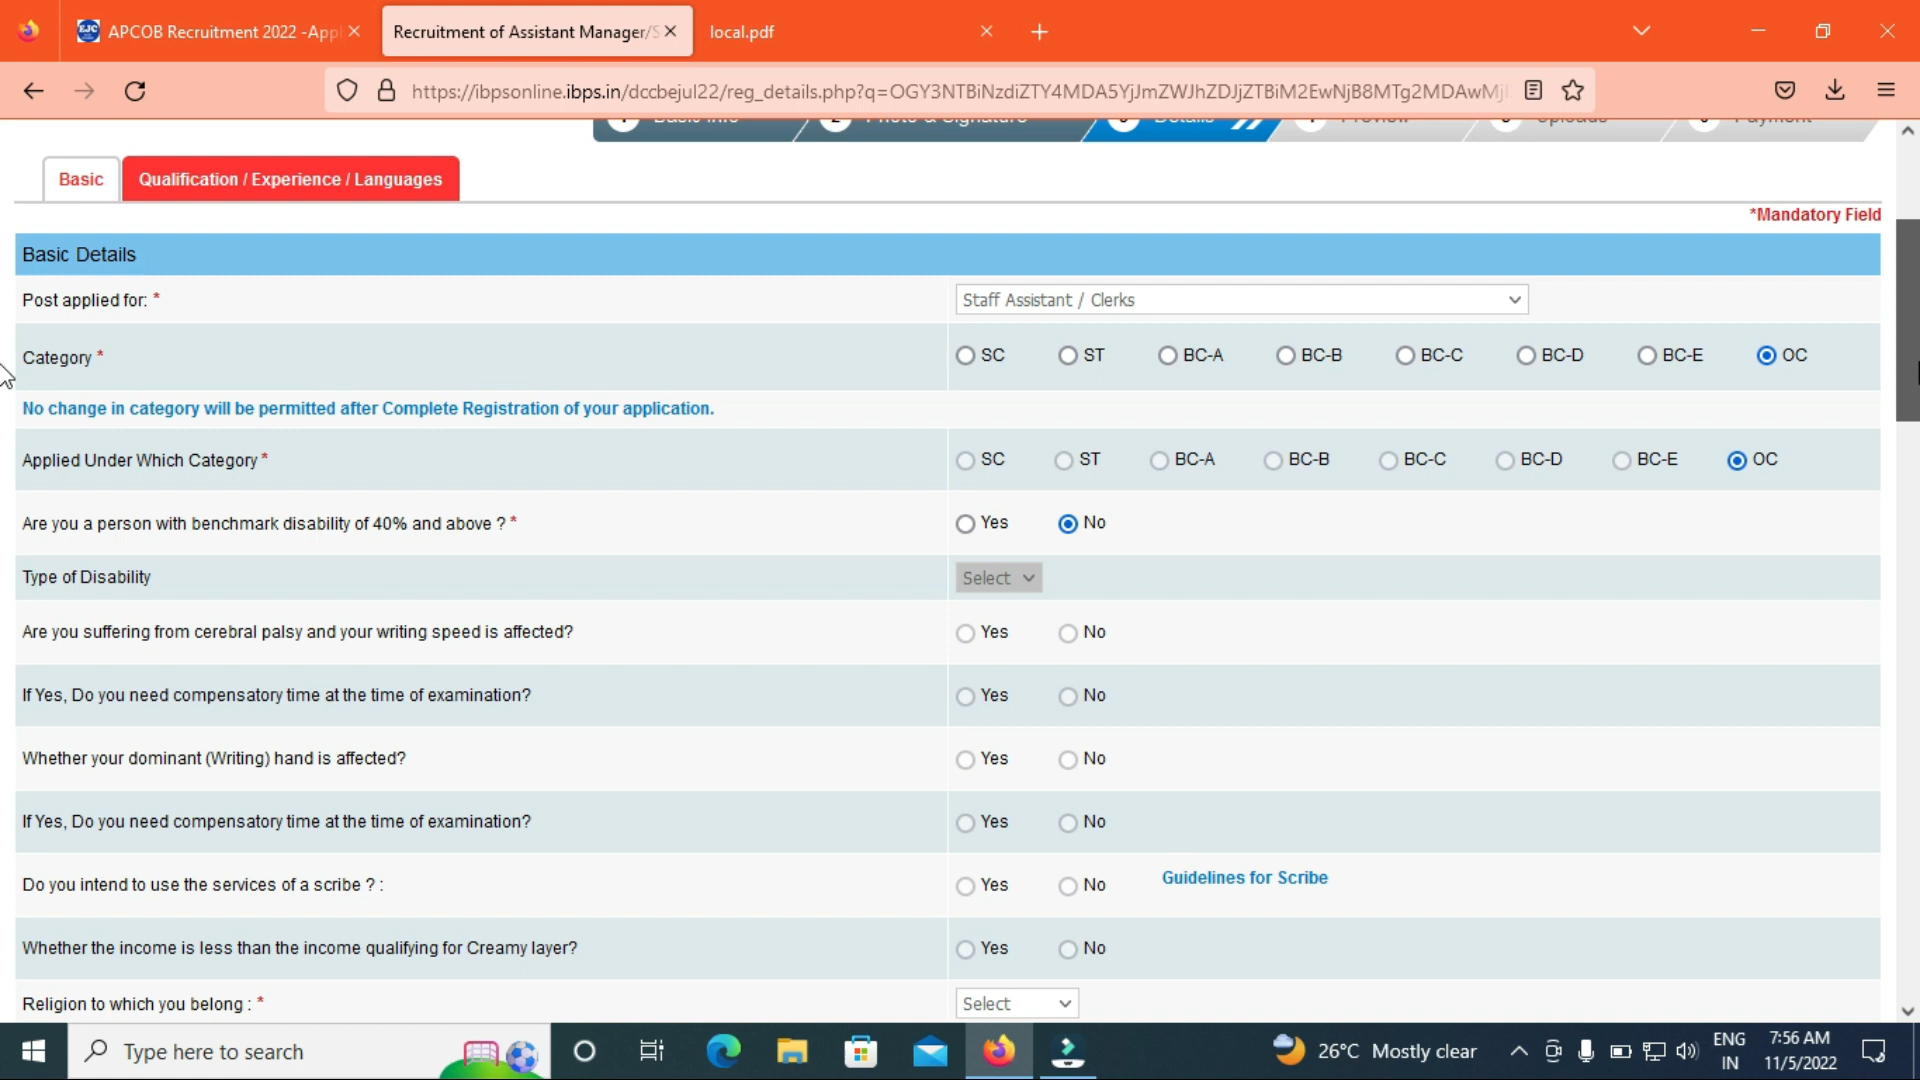 APCOB Recruitment 2022 -Appl
Recruitment of Assistant Manager/S
local.pdf
https://ibpsonline.ibps.in/dccbejul22/reg_details.php?q=OGY3NTBiNzdiZTY4MDA5YjJmZWJhZDJjZTBiM2EwNjB8MTg2MDAwMj
Basic Info
Photo & Signature
Details
Preview
Uploads
Payment
Basic
Qualification / Experience / Languages
*Mandatory Field
Basic Details
Post applied for: * Staff Assistant / Clerks
Category * SC ST BC-A BC-B BC-C BC-D BC-E OC
No change in category will be permitted after Complete Registration of your application.
Applied Under Which Category * SC ST BC-A BC-B BC-C BC-D BC-E OC
Are you a person with benchmark disability of 40% and above ? * Yes No
Type of Disability Select
Are you suffering from cerebral palsy and your writing speed is affected? Yes No
If Yes, Do you need compensatory time at the time of examination? Yes No
Whether your dominant (Writing) hand is affected? Yes No
If Yes, Do you need compensatory time at the time of examination? Yes No
Do you intend to use the services of a scribe ? : Yes No Guidelines for Scribe
Whether the income is less than the income qualifying for Creamy layer? Yes No
Religion to which you belong : * Select
Type here to search
26°C Mostly clear
ENG
IN
7:56 AM
11/5/2022